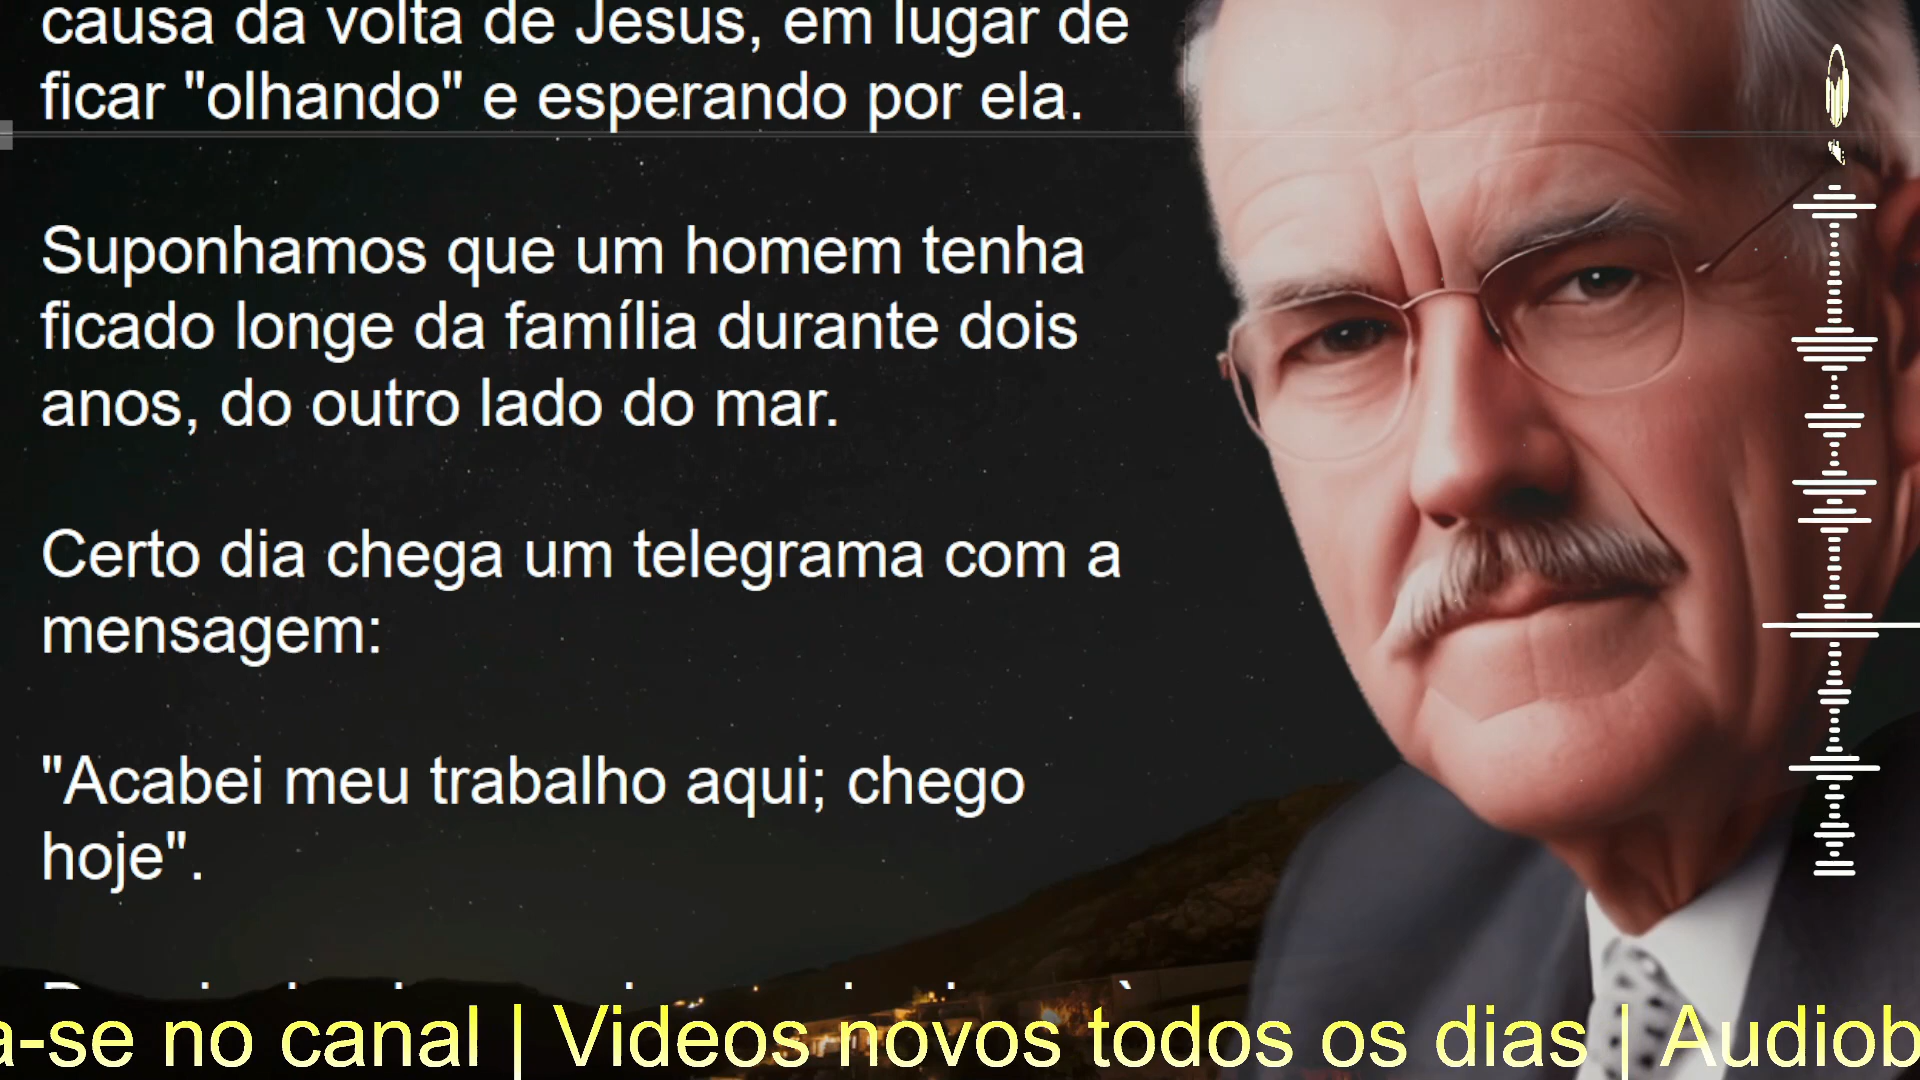 causa da volta de Jesus, em lugar de
ficar "olhando" e esperando por ela.
Suponhamos que um homem tenha
ficado longe da família durante dois
anos, do outro lado do mar.
Certo dia chega um telegrama com a
mensagem:
"Acabei meu trabalho aqui; chego
hoje".
a-se no canal | Videos novos todos os dias | Audiob